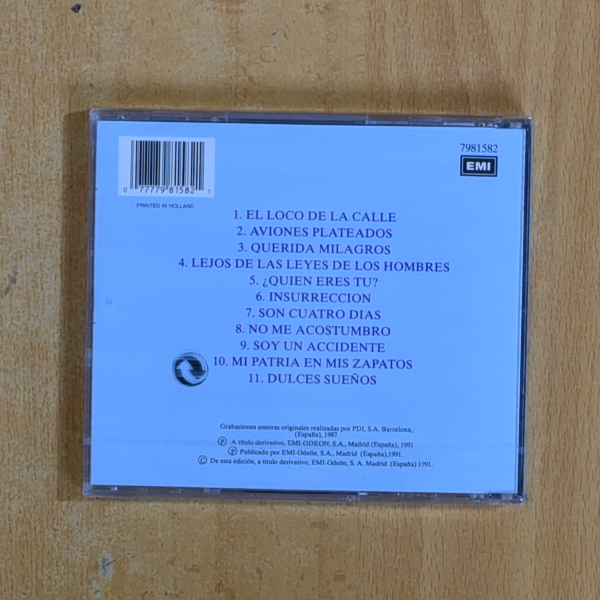 7981582
EMI
0 77779 81582 1
PRINTED IN HOLLAND
1. EL LOCO DE LA CALLE
2. AVIONES PLATEADOS
3. QUERIDA MILAGROS
4. LEJOS DE LAS LEYES DE LOS HOMBRES
5. ¿QUIEN ERES TU?
6. INSURRECCION
7. SON CUATRO DIAS
8. NO ME ACOSTUMBRO
9. SOY UN ACCIDENTE
10. MI PATRIA EN MIS ZAPATOS
11. DULCES SUEÑOS
Grabaciones sonoras originales realizadas por PDI, S.A. Barcelona,
(España), 1987
Ⓟ A título derivativo, EMI-ODEON, S.A., Madrid (España), 1991
Ⓟ Publicado por EMI-Odeón, S.A., Madrid (España),1991.
Ⓒ De esta edición, a título derivativo, EMI-Odeón, S. A. Madrid (España) 1991.